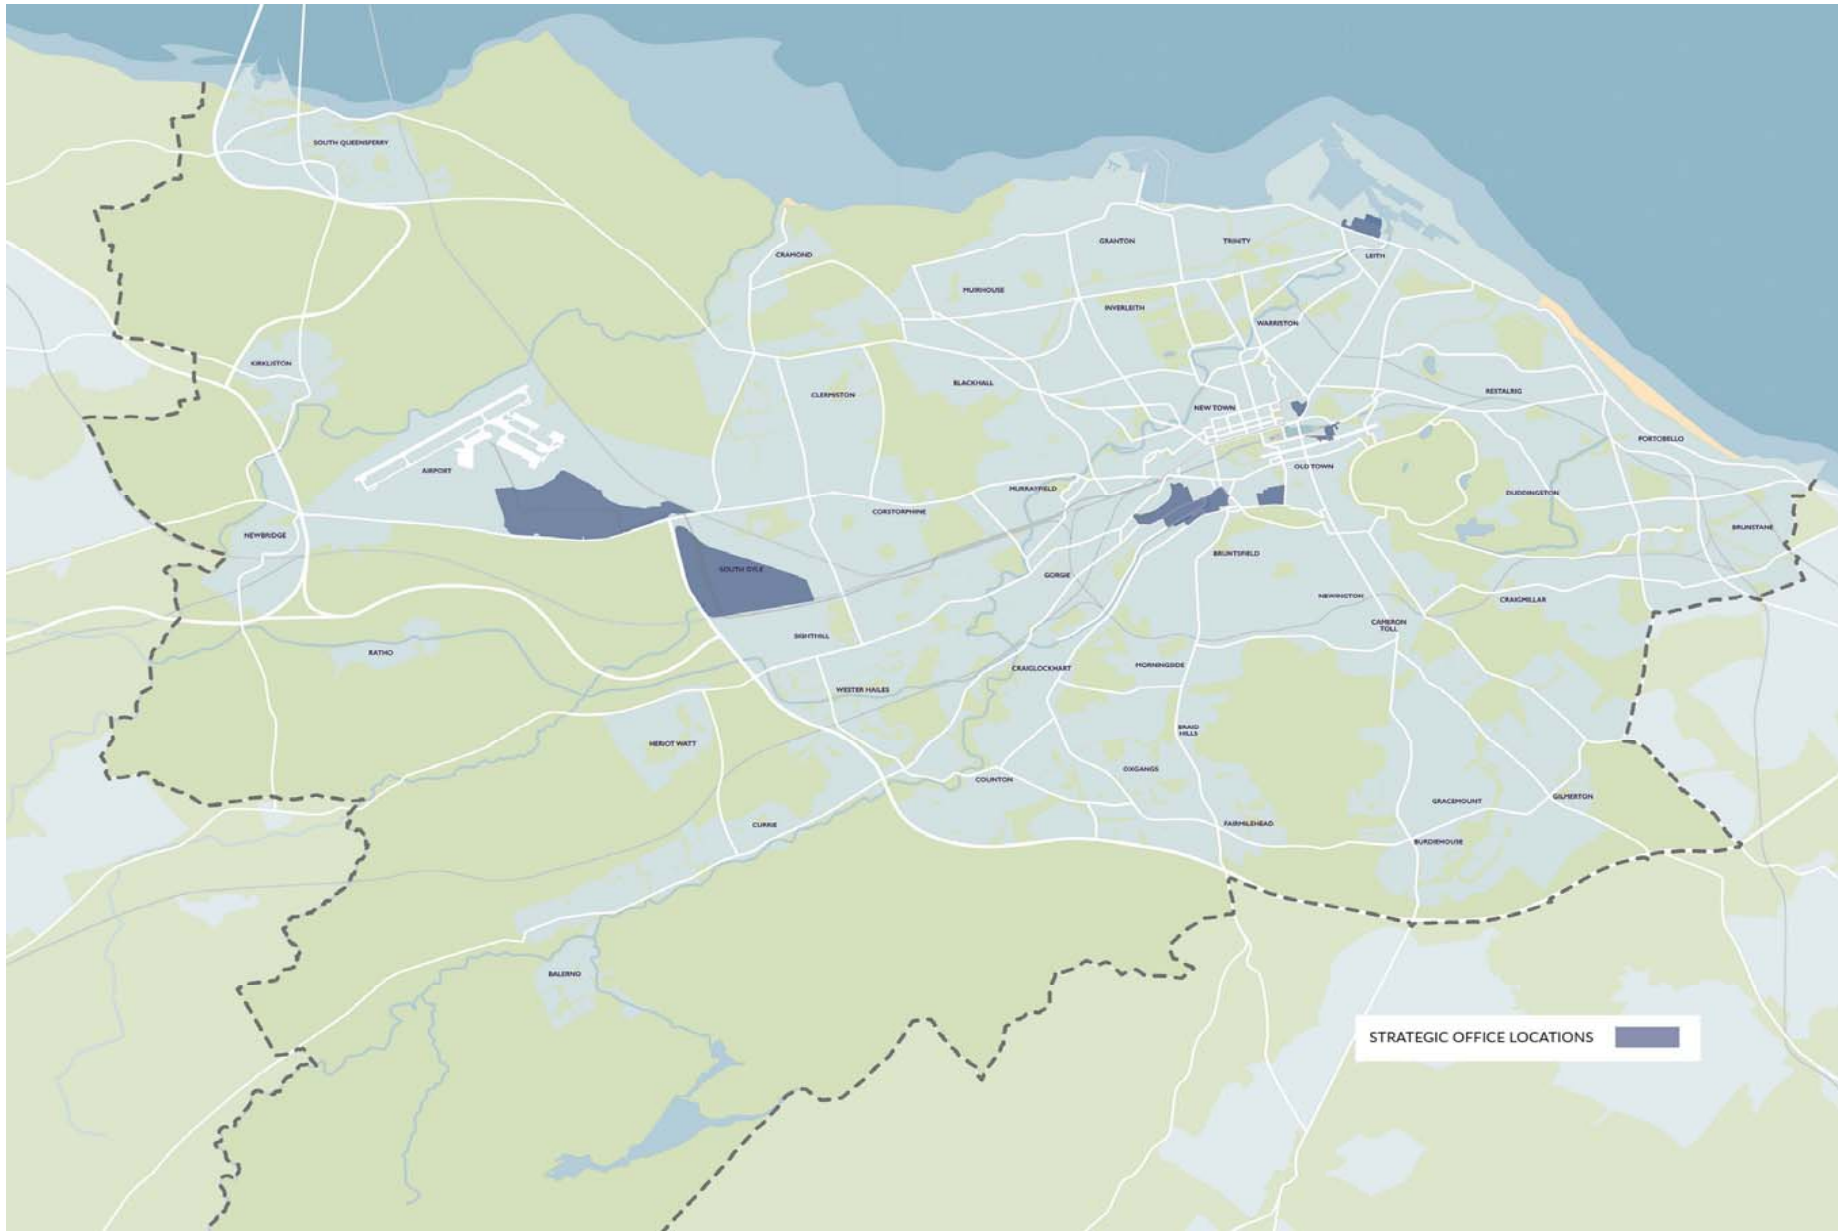 SOUTH QUEENSFERRY
CRAMOND
GRANTON
TRINITY
LEITH
MUIRHOUSE
INVERLEITH
WARRISTON
KIRKLISTON
BLACKHALL
CLERMISTON
RESTALRIG
NEW TOWN
PORTOBELLO
AIRPORT
OLD TOWN
MURRAYFIELD
DUDDINGSTON
CORSTORPHINE
BRUNSTANE
NEWBRIDGE
BRUNTSFIELD
SOUTH GYLE
GORGIE
NEWINGTON
CRAIGMILLAR
CAMERON
TOLL
SIGHTHILL
RATHO
MORNINGSIDE
CRAIGLOCKHART
WESTER HAILES
BRAID
HILLS
HERIOT WATT
OXGANGS
COLINTON
GILMERTON
GRACEMOUNT
CURRIE
FAIRMILEHEAD
BURDIEHOUSE
BALERNO
STRATEGIC OFFICE LOCATIONS